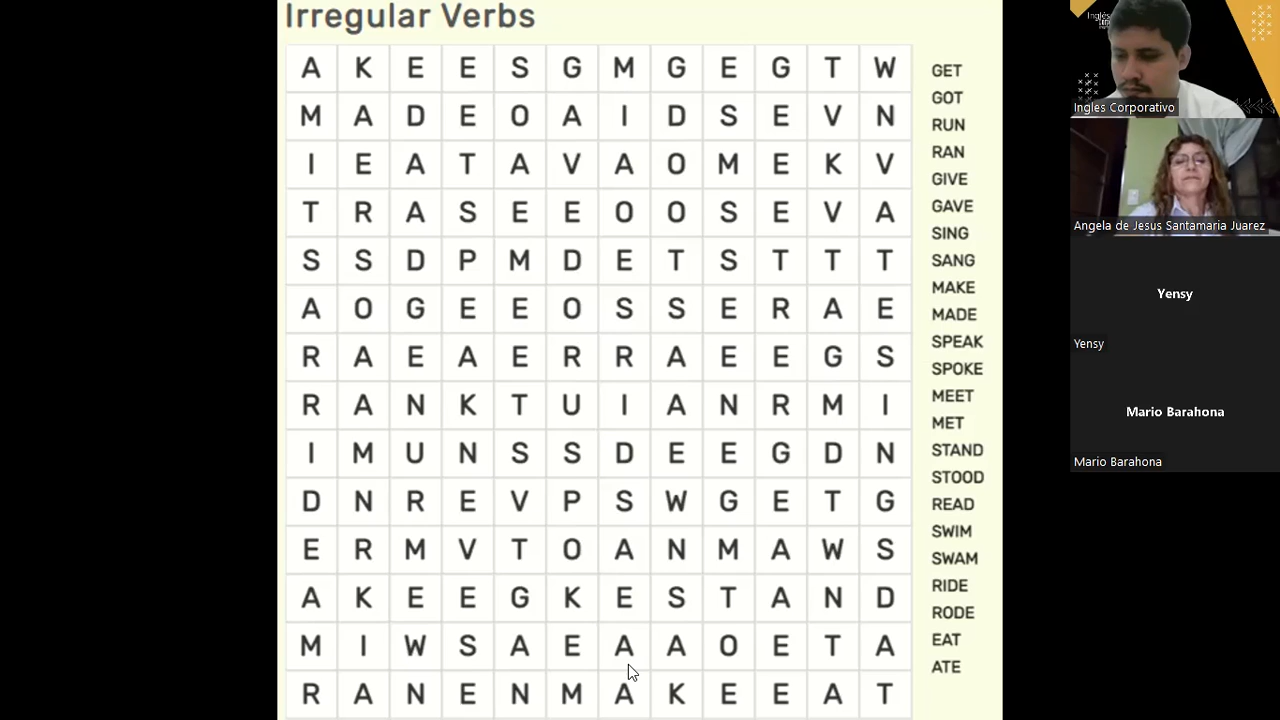 Irregular Verbs
A K E E S G M G E G T W
M A D E O A I D S E V N
I E A T A V A O M E K V
T R A S E E O O S E V A
S S D P M D E T S T T T
A O G E E O S S E R A E
R A E A E R R A E E G S
R A N K T U I A N R M I
I M U N S S D E E G D N
D N R E V P S W G E T G
E R M V T O A N M A W S
A K E E G K E S T A N D
M I W S A E A A O E T A
R A N E N M A K E E A T
GET
GOT
RUN
RAN
GIVE
GAVE
SING
SANG
MAKE
MADE
SPEAK
SPOKE
MEET
MET
STAND
STOOD
READ
SWIM
SWAM
RIDE
RODE
EAT
ATE
Ingles Corporativo
Angela de Jesus Santamaria Juarez
Yensy
Yensy
Mario Barahona
Mario Barahona